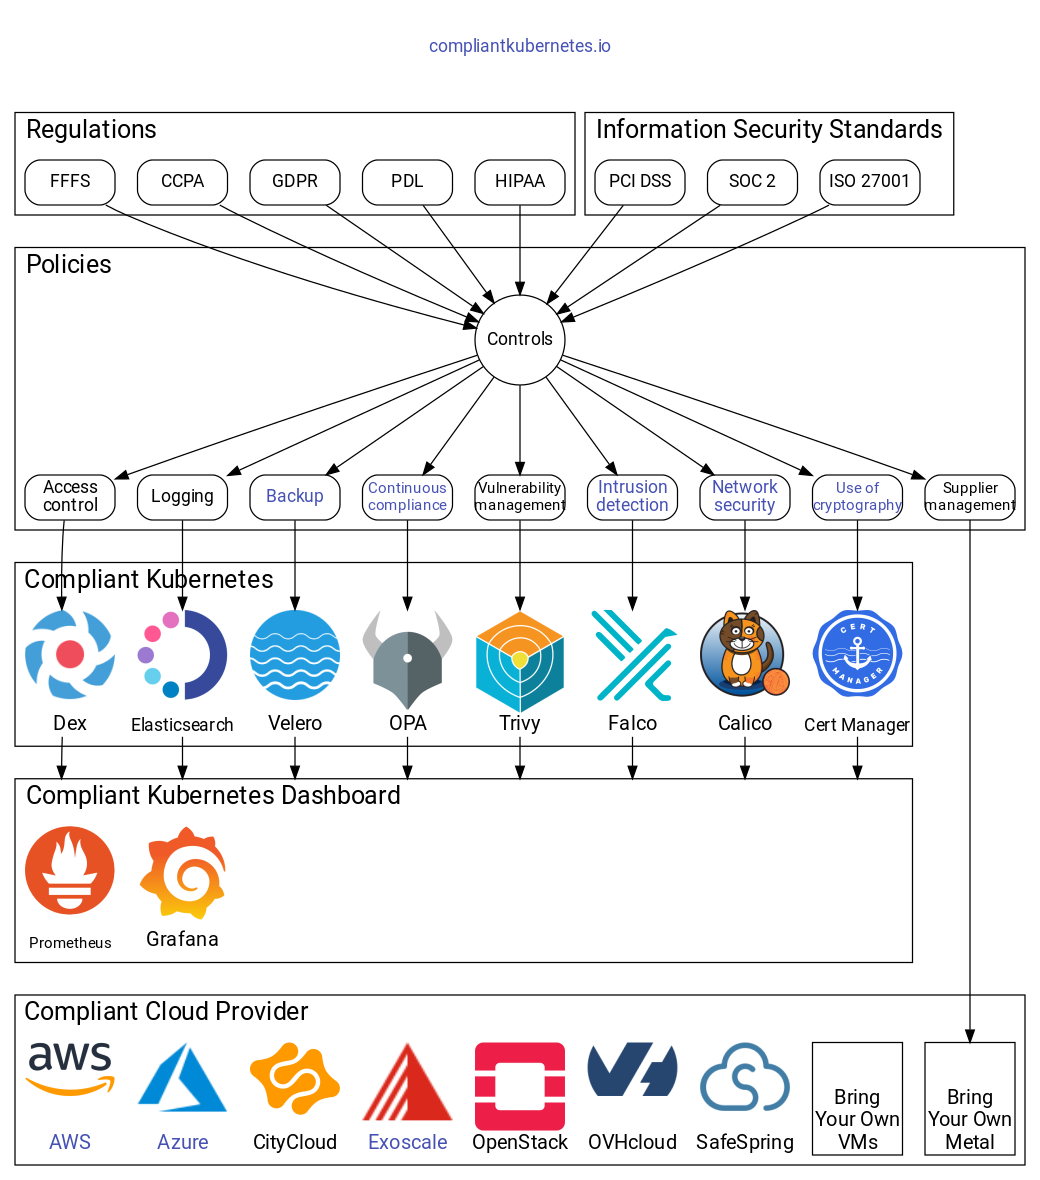 compliantkubernetes.io
Regulations
Information Security Standards
FFFS
CCPA
GDPR
PDL
HIPAA
PCI DSS
SOC 2
ISO 27001
Policies
Controls
Access
control
Logging
Backup
Continuous
compliance
Vulnerability
management
Intrusion
detection
Network
security
Use of
cryptography
Supplier
management
Compliant Kubernetes
CERT
MANAGER
Dex
Elasticsearch
Velero
OPA
Trivy
Falco
Calico
Cert Manager
Compliant Kubernetes Dashboard
Prometheus
Grafana
Compliant Cloud Provider
aws
AWS
Azure
CityCloud
Exoscale
OpenStack
OVHcloud
SafeSpring
Bring
Your Own
VMs
Bring
Your Own
Metal